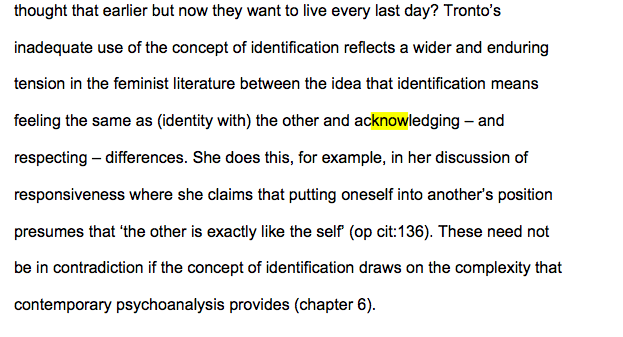 thought that earlier but now they want to live every last day? Tronto’s
inadequate use of the concept of identification reflects a wider and enduring
tension in the feminist literature between the idea that identification means
feeling the same as (identity with) the other and acknowledging – and
respecting – differences. She does this, for example, in her discussion of
responsiveness where she claims that putting oneself into another's position
presumes that ‘the other is exactly like the self’ (op cit:136). These need not
be in contradiction if the concept of identification draws on the complexity that
contemporary psychoanalysis provides (chapter 6).